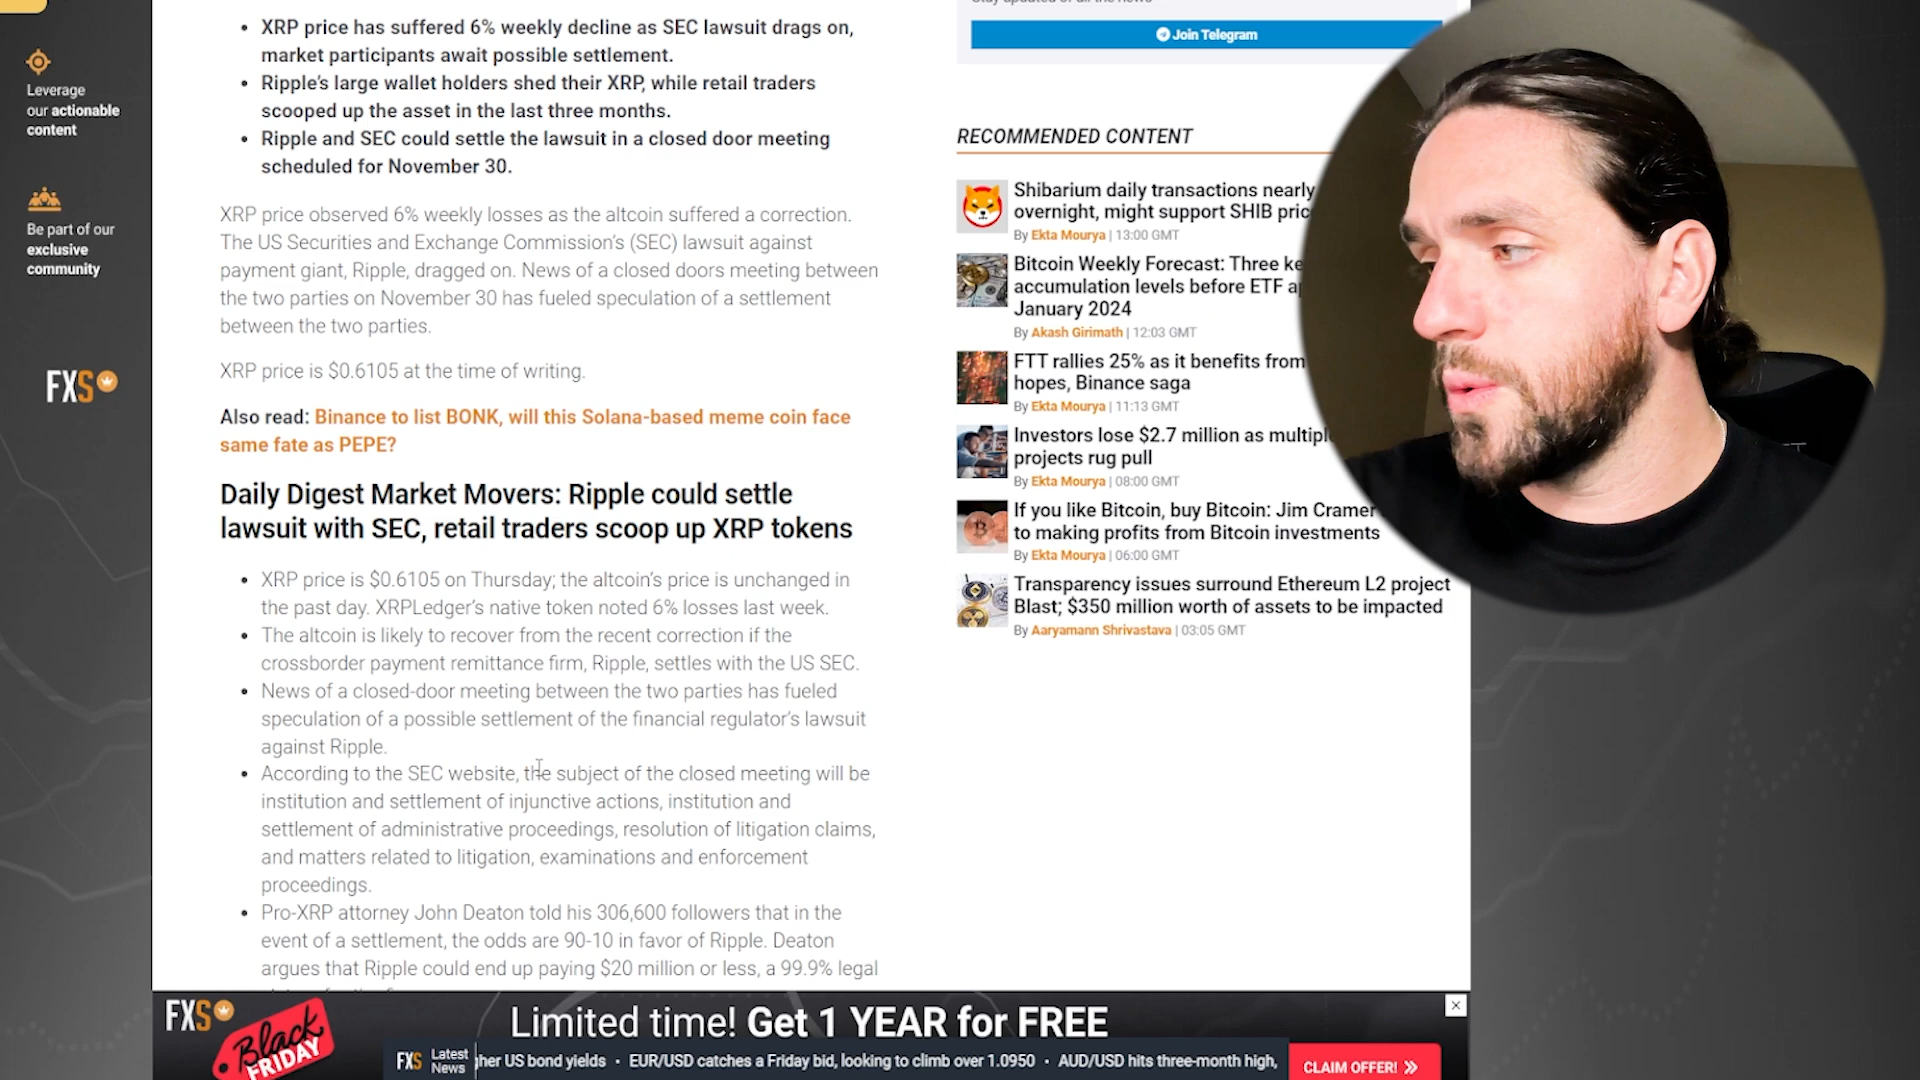 Leverage
our actionable
content
Be part of our
exclusive
community
FXS
• XRP price has suffered 6% weekly decline as SEC lawsuit drags on,
market participants await possible settlement.
• Ripple's large wallet holders shed their XRP, while retail traders
scooped up the asset in the last three months.
• Ripple and SEC could settle the lawsuit in a closed door meeting
scheduled for November 30.
XRP price observed 6% weekly losses as the altcoin suffered a correction.
The US Securities and Exchange Commission's (SEC) lawsuit against
payment giant, Ripple, dragged on. News of a closed doors meeting between
the two parties on November 30 has fueled speculation of a settlement
between the two parties.
XRP price is $0.6105 at the time of writing.
Also read: Binance to list BONK, will this Solana-based meme coin face
same fate as PEPE?
Daily Digest Market Movers: Ripple could settle
lawsuit with SEC, retail traders scoop up XRP tokens
• XRP price is $0.6105 on Thursday; the altcoin's price is unchanged in
the past day. XRPLedger's native token noted 6% losses last week.
• The altcoin is likely to recover from the recent correction if the
crossborder payment remittance firm, Ripple, settles with the US SEC.
• News of a closed-door meeting between the two parties has fueled
speculation of a possible settlement of the financial regulator's lawsuit
against Ripple.
• According to the SEC website, the subject of the closed meeting will be
institution and settlement of injunctive actions, institution and
settlement of administrative proceedings, resolution of litigation claims,
and matters related to litigation, examinations and enforcement
proceedings.
• Pro-XRP attorney John Deaton told his 306,600 followers that in the
event of a settlement, the odds are 90-10 in favor of Ripple. Deaton
argues that Ripple could end up paying $20 million or less, a 99.9% legal
Join Telegram
RECOMMENDED CONTENT
Shibarium daily transactions nearly
overnight, might support SHIB
By Ekta Mourya | 13:00 GMT
Bitcoin Weekly Forecast: Three
accumulation levels before ETF
January 2024
By Akash Girimath | 12:03 GMT
FTT rallies 25% as it benefits from
hopes, Binance saga
By Ekta Mourya | 11:13 GMT
Investors lose $2.7 million as
projects rug pull
By Ekta Mourya | 08:00 GMT
If you like Bitcoin, buy Bitcoin: Jim Cramer
to making profits from Bitcoin investments
By Ekta Mourya | 06:00 GMT
Transparency issues surround Ethereum L2 project
Blast; $350 million worth of assets to be impacted
By Aaryamann Shrivastava | 03:05 GMT
FXS
Black
FRIDAY
Limited time! Get 1 YEAR for FREE
FXS Latest
News
US bond yields • EUR/USD catches a Friday bid, looking to climb over 1.0950 • AUD/USD hits three-month high,
CLAIM OFFER!